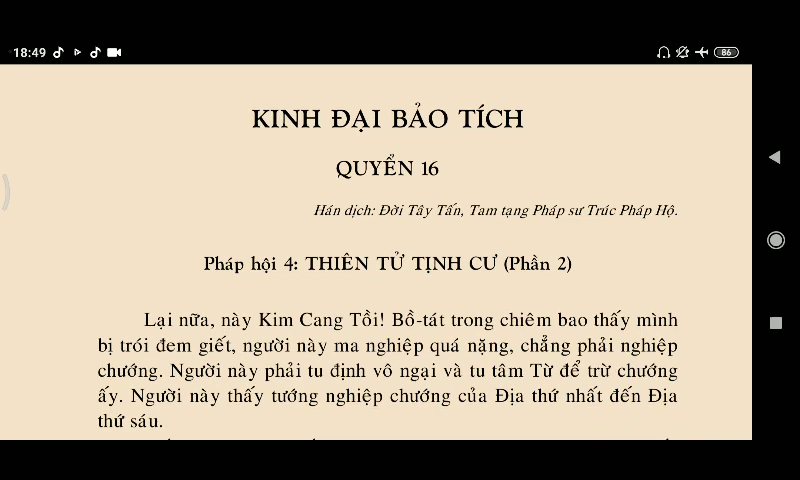 18:49
86
KINH ĐẠI BẢO TÍCH
QUYỂN 16
Hán dịch: Đời Tây Tấn, Tam tạng Pháp sư Trúc Pháp Hộ.
Pháp hội 4: THIÊN TỬ TỊNH CƯ (Phần 2)
Lại nữa, này Kim Cang Tồi! Bồ-tát trong chiêm bao thấy mình
bị trói đem giết, người này ma nghiệp quá nặng, chẳng phải nghiệp
chướng. Người này phải tu định vô ngại và tu tâm Từ để trừ chướng
ấy. Người này thấy tướng nghiệp chướng của Địa thứ nhất đến Địa
thứ sáu.